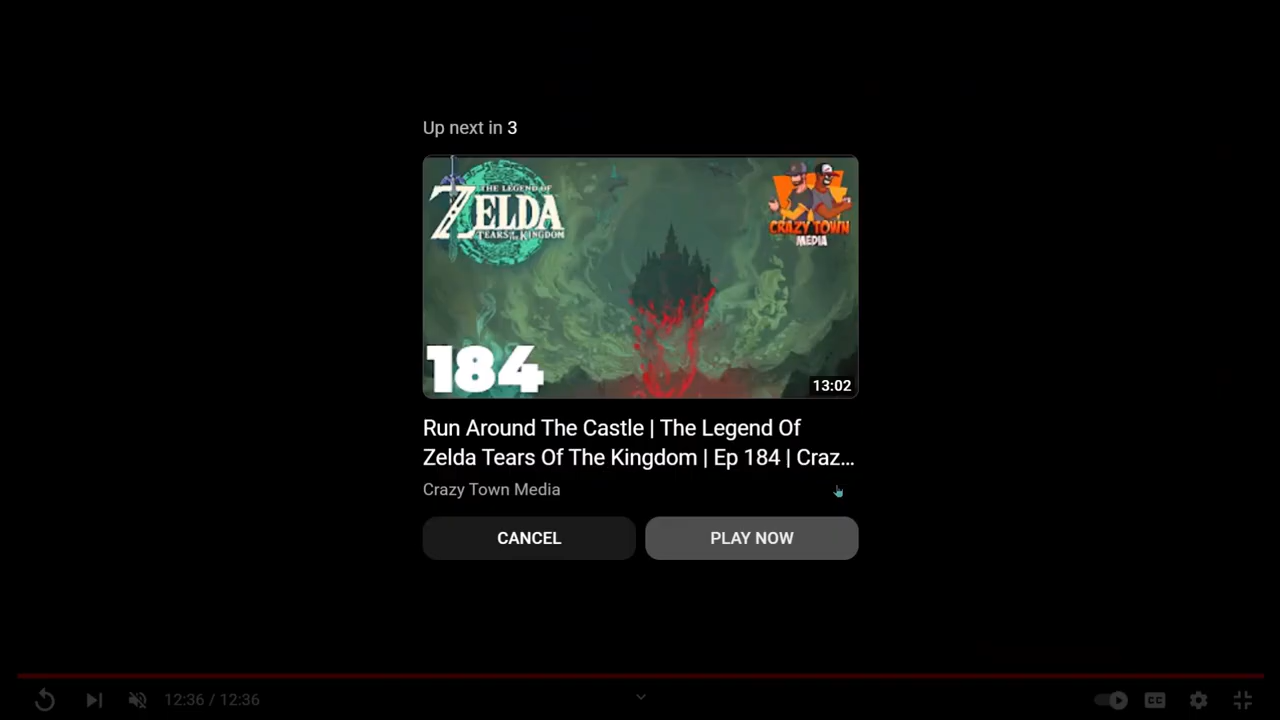 Up next in 3
THE LEGEND OF
ZELDA
TEARS OF THE KINGDOM
CRAZY TOWN
MEDIA
184
13:02
Run Around The Castle | The Legend Of
Zelda Tears Of The Kingdom | Ep 184 | Craz...
Crazy Town Media
CANCEL
PLAY NOW
12:36 / 12:36
CC